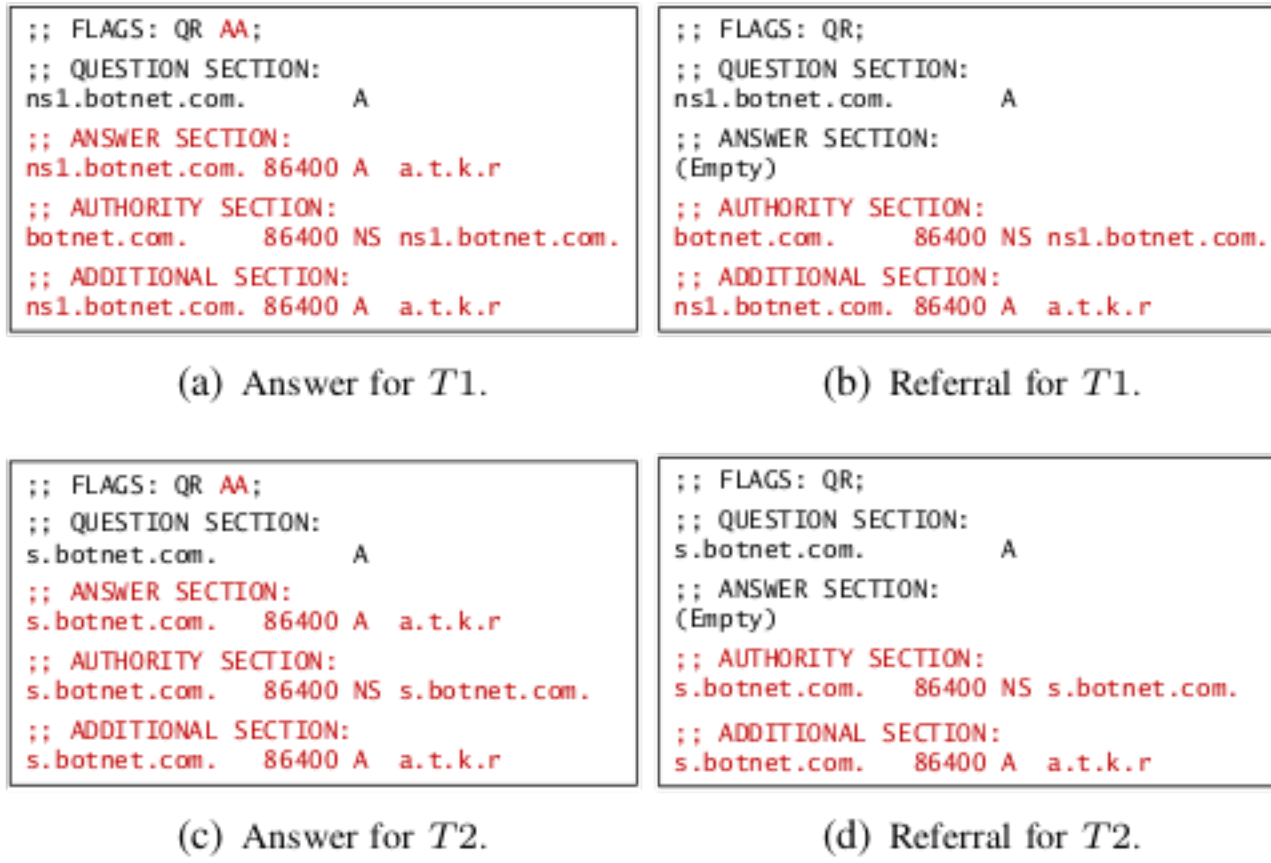 ;; FLAGS: QR AA;
;; QUESTION SECTION:
ns1.botnet.com. A
;; ANSWER SECTION:
ns1.botnet.com. 86400 A a.t.k.r
;; AUTHORITY SECTION:
botnet.com. 86400 NS ns1.botnet.com.
;; ADDITIONAL SECTION:
ns1.botnet.com. 86400 A a.t.k.r
(a) Answer for T1.
;; FLAGS: QR;
;; QUESTION SECTION:
ns1.botnet.com. A
;; ANSWER SECTION:
(Empty)
;; AUTHORITY SECTION:
botnet.com. 86400 NS ns1.botnet.com.
;; ADDITIONAL SECTION:
ns1.botnet.com. 86400 A a.t.k.r
(b) Referral for T1.
;; FLAGS: QR AA;
;; QUESTION SECTION:
s.botnet.com. A
;; ANSWER SECTION:
s.botnet.com. 86400 A a.t.k.r
;; AUTHORITY SECTION:
s.botnet.com. 86400 NS s.botnet.com.
;; ADDITIONAL SECTION:
s.botnet.com. 86400 A a.t.k.r
(c) Answer for T2.
;; FLAGS: QR;
;; QUESTION SECTION:
s.botnet.com. A
;; ANSWER SECTION:
(Empty)
;; AUTHORITY SECTION:
s.botnet.com. 86400 NS s.botnet.com.
;; ADDITIONAL SECTION:
s.botnet.com. 86400 A a.t.k.r
(d) Referral for T2.